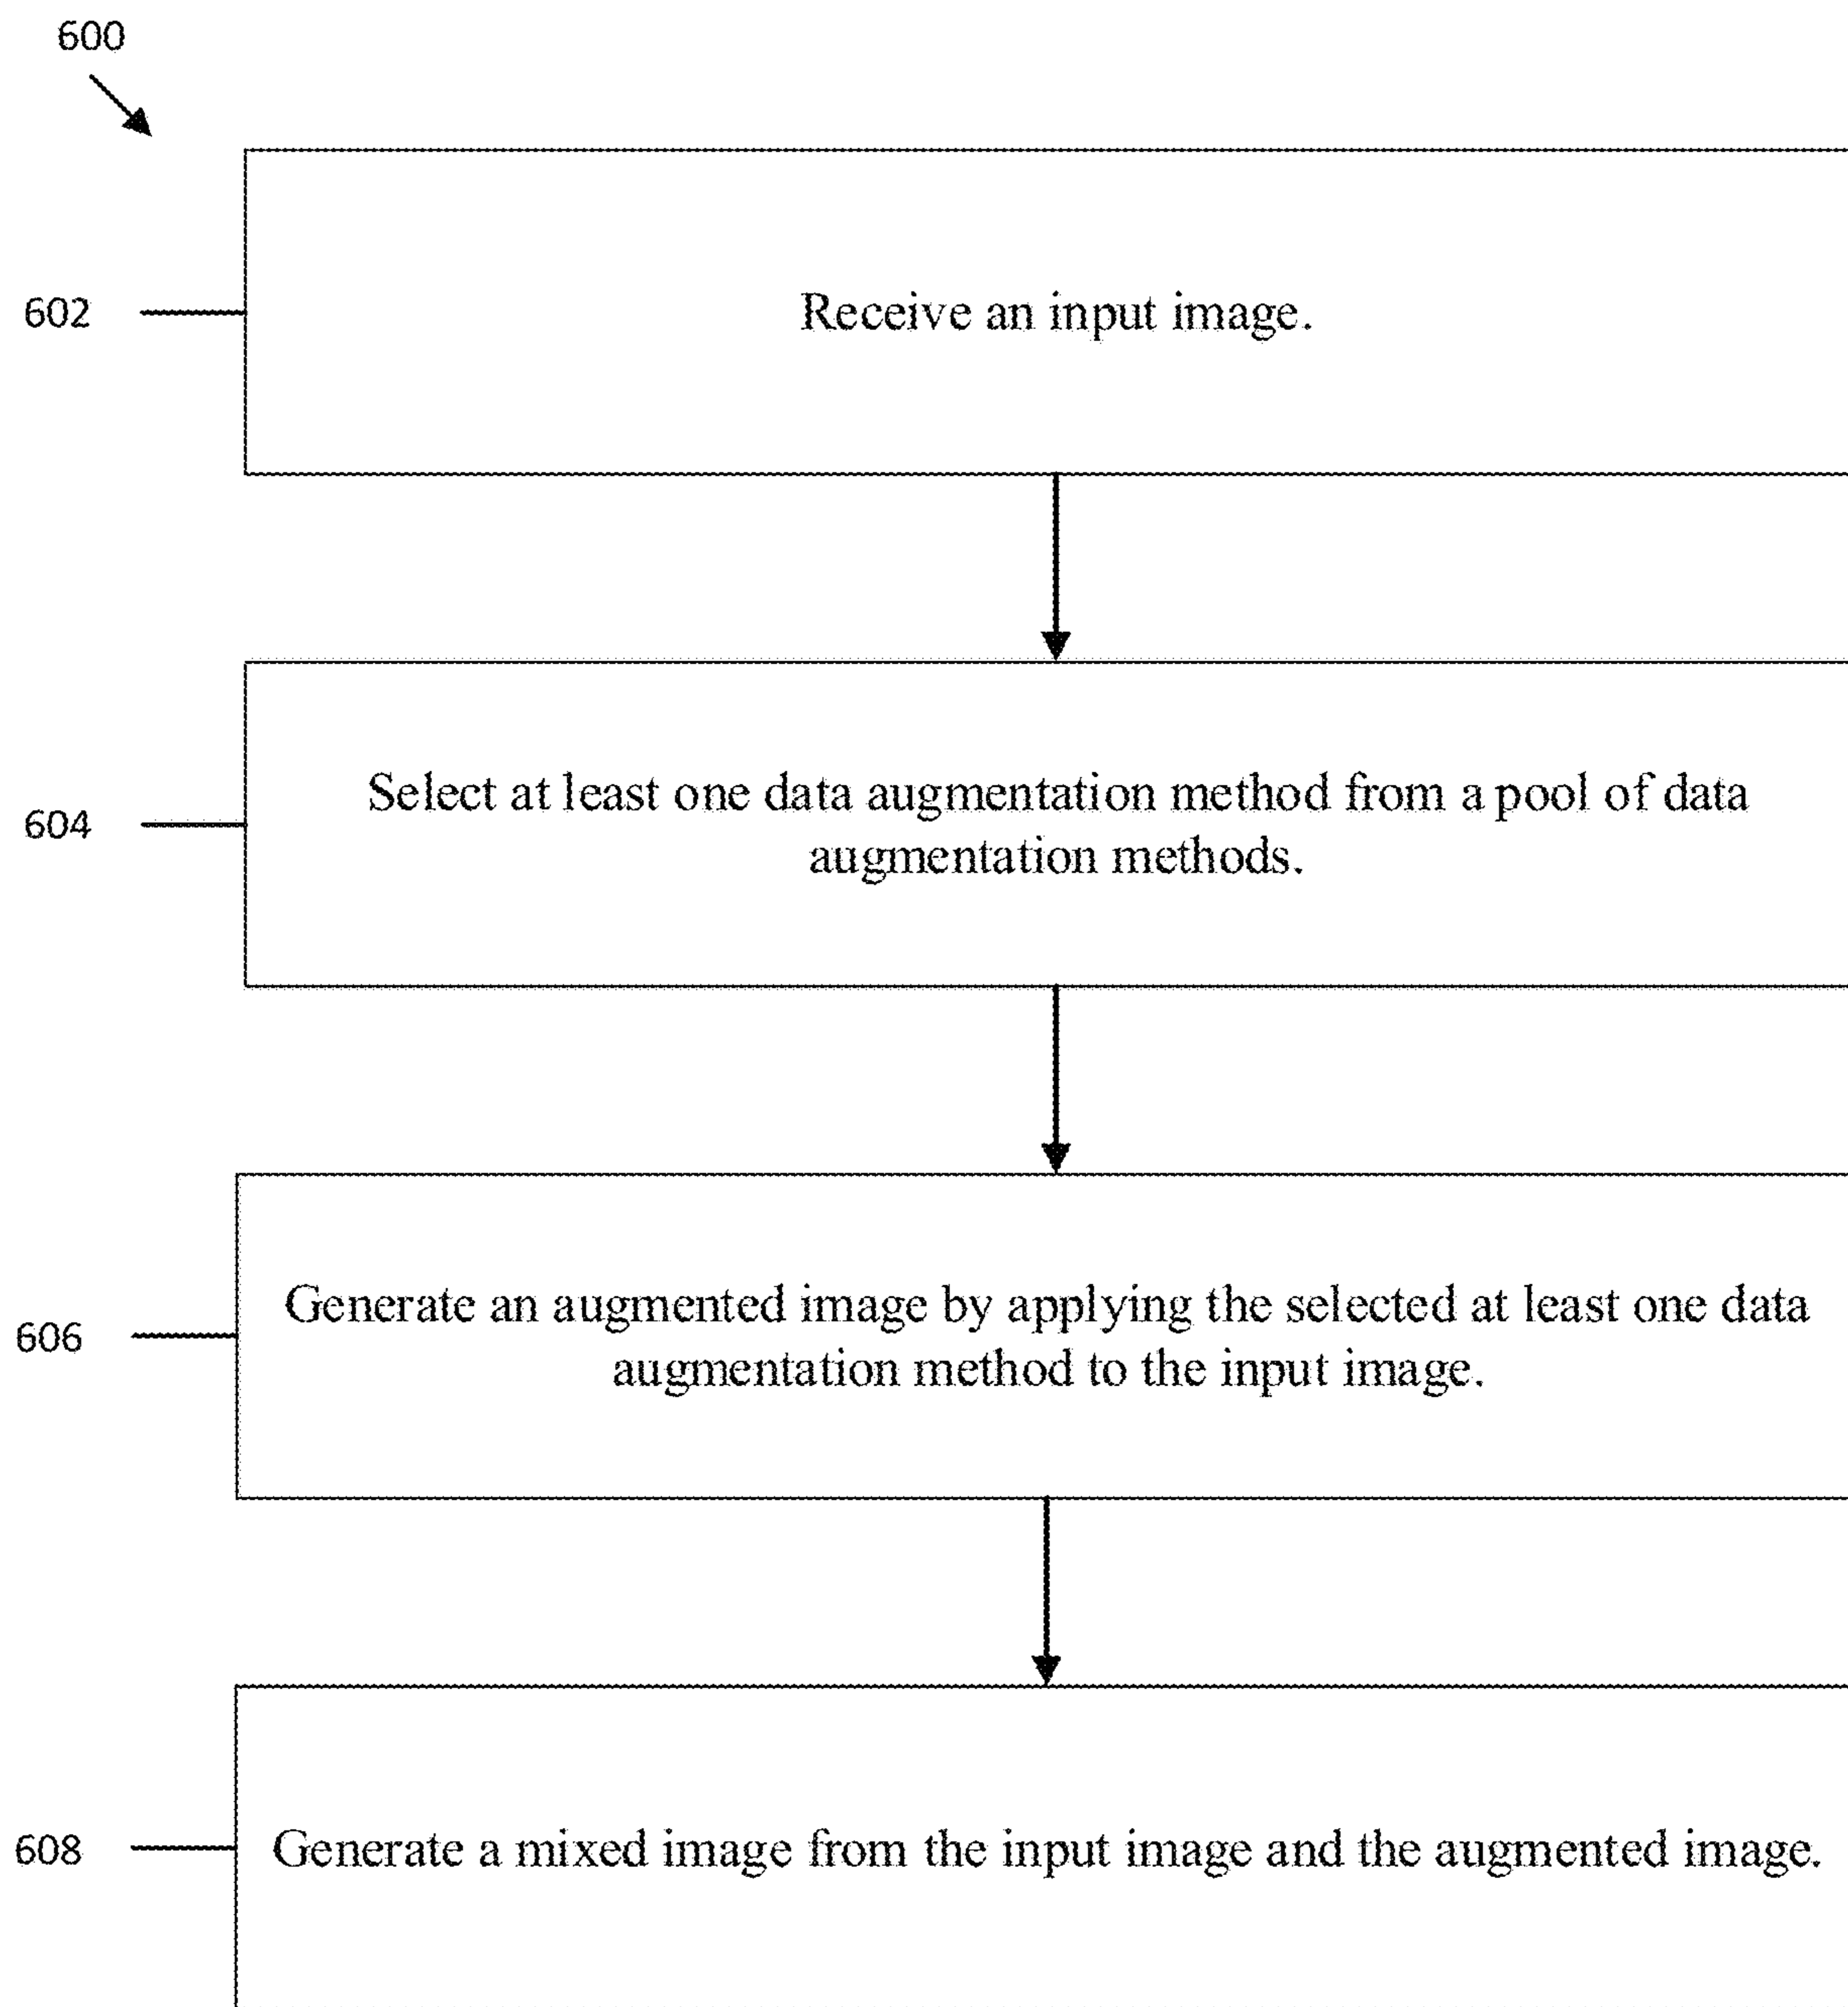 600
602
Receive an input image.
604
Select at least one data augmentation method from a pool of data
augmentation methods.
606
Generate an augmented image by applying the selected at least one data
augmentation method to the input image.
608
Generate a mixed image from the input image and the augmented image.